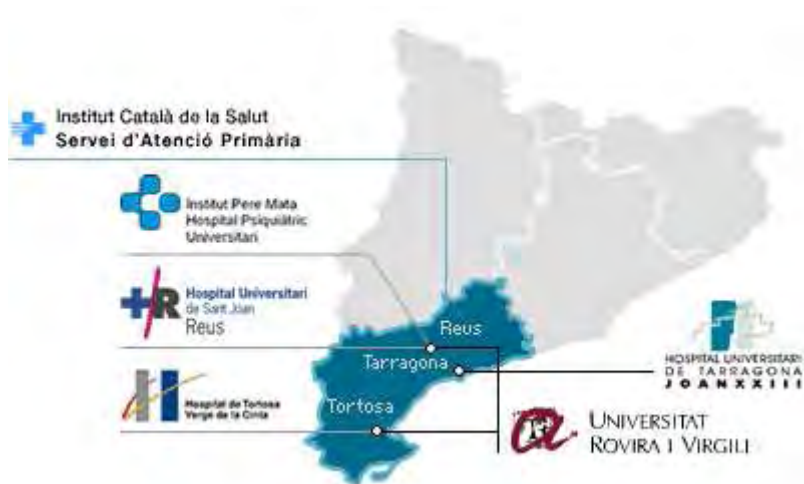 Institut Català de la Salut
Servei d'Atenció Primària
Institut Pere Mata
Hospital Psiquiàtric
Universitari
Hospital Universitari
de Sant Joan
Reus
Hospital de Tortosa
Verge de la Cinta
Reus
Tarragona
Tortosa
HOSPITAL UNIVERSITARI
DE TARRAGONA
JOAN XXIII
UNIVERSITAT
ROVIRA I VIRGILI